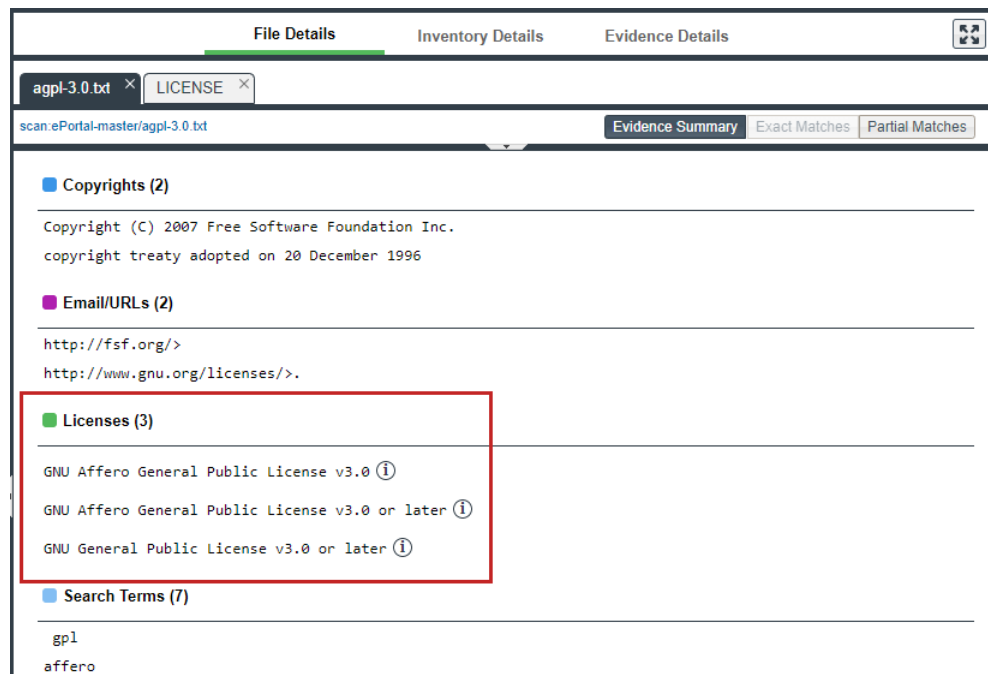 File Details Inventory Details Evidence Details
agpl-3.0.txt × LICENSE ×
scan:ePortal-master/agpl-3.0.txt Evidence Summary Exact Matches Partial Matches
Copyrights (2)
Copyright (C) 2007 Free Software Foundation Inc.
copyright treaty adopted on 20 December 1996
Email/URLs (2)
http://fsf.org/>
http://www.gnu.org/licenses/>.
Licenses (3)
GNU Affero General Public License v3.0 i
GNU Affero General Public License v3.0 or later i
GNU General Public License v3.0 or later i
Search Terms (7)
gpl
affero